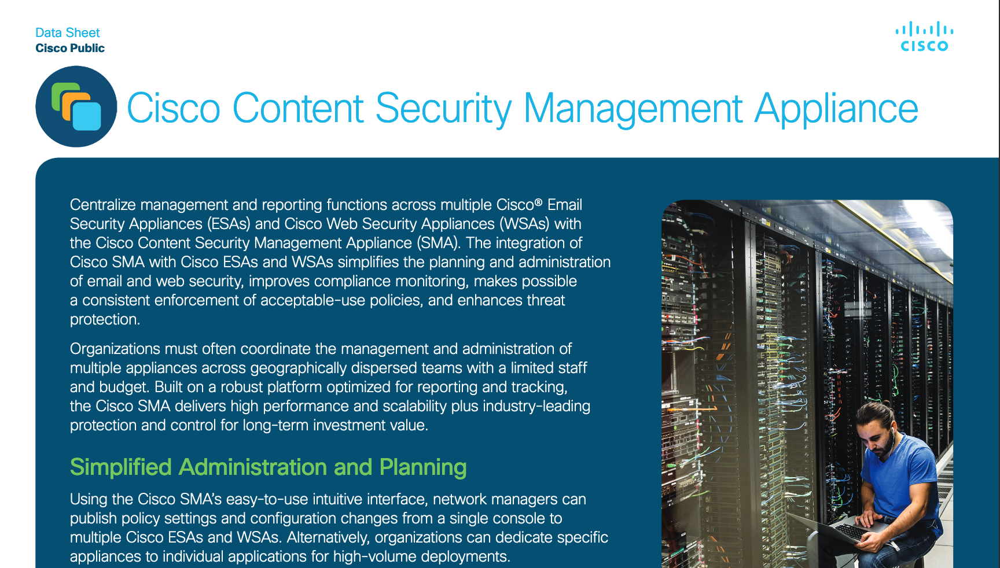 Data Sheet
Cisco Public
CISCO
Cisco Content Security Management Appliance
Centralize management and reporting functions across multiple Cisco® Email
Security Appliances (ESAs) and Cisco Web Security Appliances (WSAs) with
the Cisco Content Security Management Appliance (SMA). The integration of
Cisco SMA with Cisco ESAs and WSAs simplifies the planning and administration
of email and web security, improves compliance monitoring, makes possible
a consistent enforcement of acceptable-use policies, and enhances threat
protection.
Organizations must often coordinate the management and administration of
multiple appliances across geographically dispersed teams with a limited staff
and budget. Built on a robust platform optimized for reporting and tracking,
the Cisco SMA delivers high performance and scalability plus industry-leading
protection and control for long-term investment value.
Simplified Administration and Planning
Using the Cisco SMA's easy-to-use intuitive interface, network managers can
publish policy settings and configuration changes from a single console to
multiple Cisco ESAs and WSAs. Alternatively, organizations can dedicate specific
appliances to individual applications for high-volume deployments.